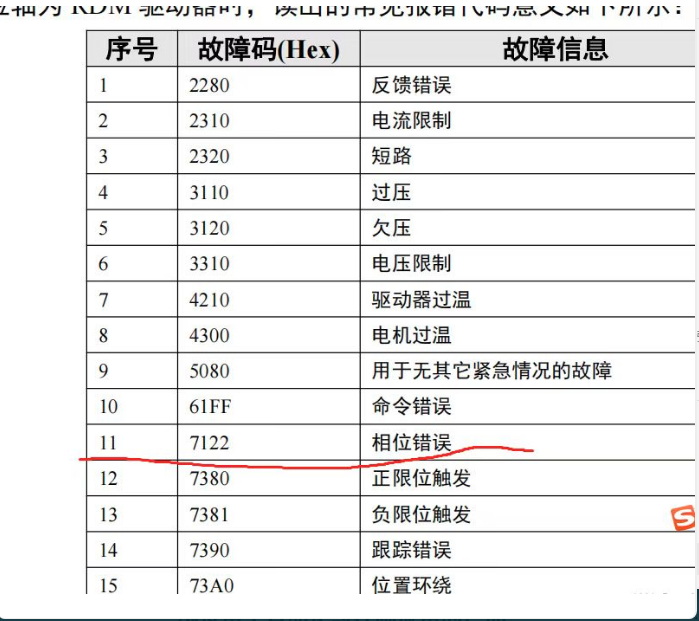 轴为 RDM 驱动器时，读出的常见报错代码意义如下所示：
序号 故障码(Hex) 故障信息
1 2280 反馈错误
2 2310 电流限制
3 2320 短路
4 3110 过压
5 3120 欠压
6 3310 电压限制
7 4210 驱动器过温
8 4300 电机过温
9 5080 用于无其它紧急情况的故障
10 61FF 命令错误
11 7122 相位错误
12 7380 正限位触发
13 7381 负限位触发
14 7390 跟踪错误
15 73A0 位置环绕